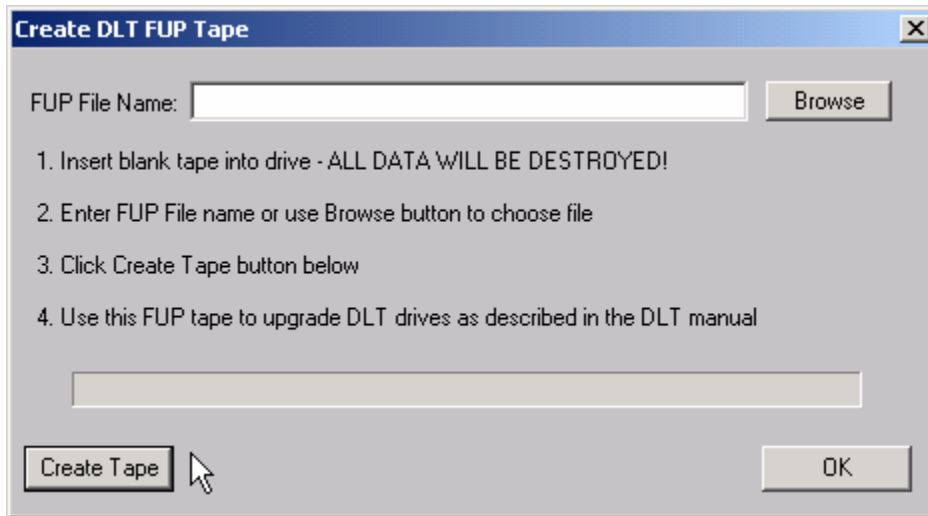 Create DLT FUP Tape
FUP File Name: Browse
1. Insert blank tape into drive - ALL DATA WILL BE DESTROYED!
2. Enter FUP File name or use Browse button to choose file
3. Click Create Tape button below
4. Use this FUP tape to upgrade DLT drives as described in the DLT manual
Create Tape OK